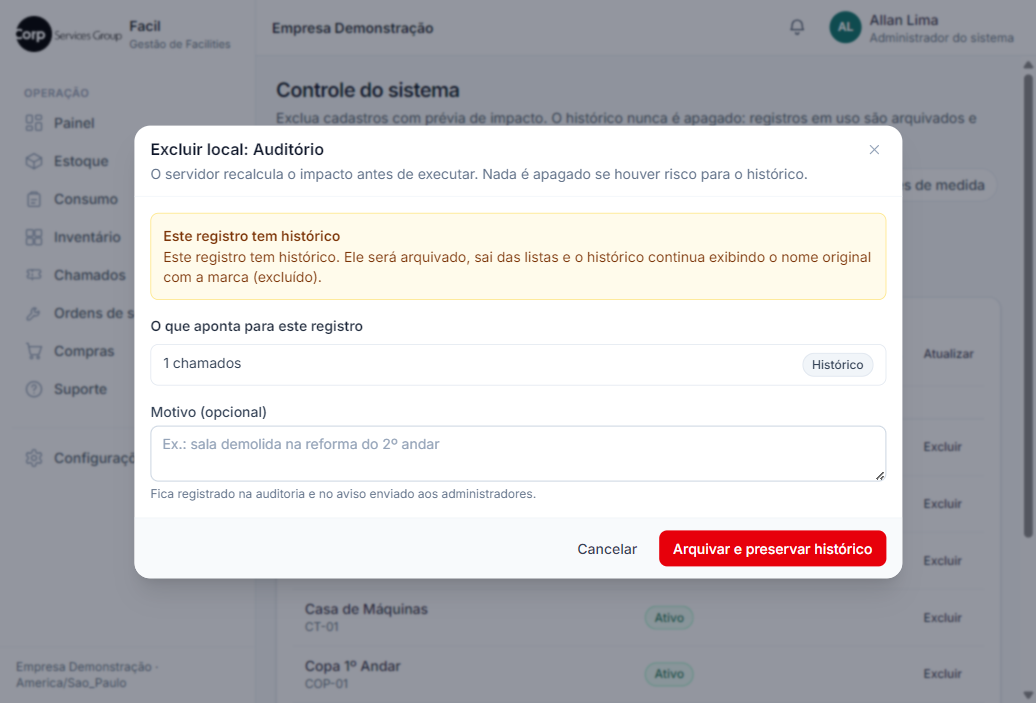 Corp Services Group
Facil
Gestão de Facilities
Empresa Demonstração
AL
Allan Lima
Administrador do sistema
OPERAÇÃO
Painel
Estoque
Consumo
Inventário
Chamados
Ordens de s
Compras
Suporte
Configuraç
Empresa Demonstração ·
America/Sao_Paulo
Controle do sistema
Exclua cadastros com prévia de impacto. O histórico nunca é apagado: registros em uso são arquivados e
s de medida
Atualizar
Excluir local: Auditório
O servidor recalcula o impacto antes de executar. Nada é apagado se houver risco para o histórico.
Este registro tem histórico
Este registro tem histórico. Ele será arquivado, sai das listas e o histórico continua exibindo o nome original
com a marca (excluído).
O que aponta para este registro
1 chamados
Histórico
Motivo (opcional)
Ex.: sala demolida na reforma do 2º andar
Fica registrado na auditoria e no aviso enviado aos administradores.
Cancelar
Arquivar e preservar histórico
Excluir
Excluir
Excluir
Casa de Máquinas
CT-01
Ativo
Excluir
Copa 1º Andar
COP-01
Ativo
Excluir